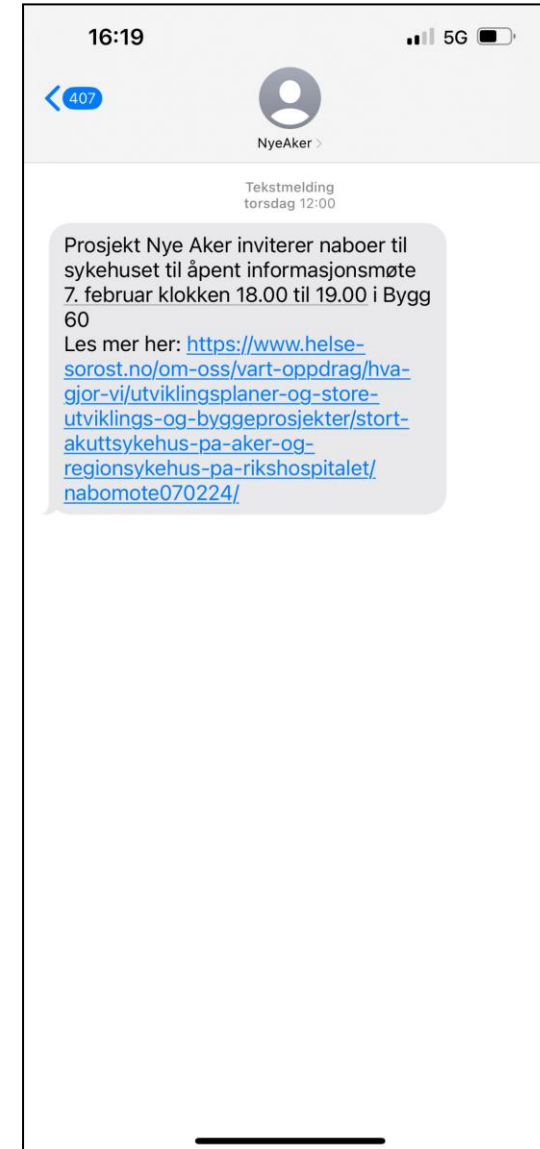 16:19
5G
407
NyeAker
Tekstmelding
torsdag 12:00
Prosjekt Nye Aker inviterer naboer til
sykehuset til åpent informasjonsmøte
7. februar klokken 18.00 til 19.00 i Bygg
60
Les mer her: https://www.helse-
sorost.no/om-oss/vart-oppdrag/hva-
gjor-vi/utviklingsplaner-og-store-
utviklings-og-byggeprosjekter/stort-
akuttsykehus-pa-aker-og-
regionsykehus-pa-rikshospitalet/
nabomote070224/